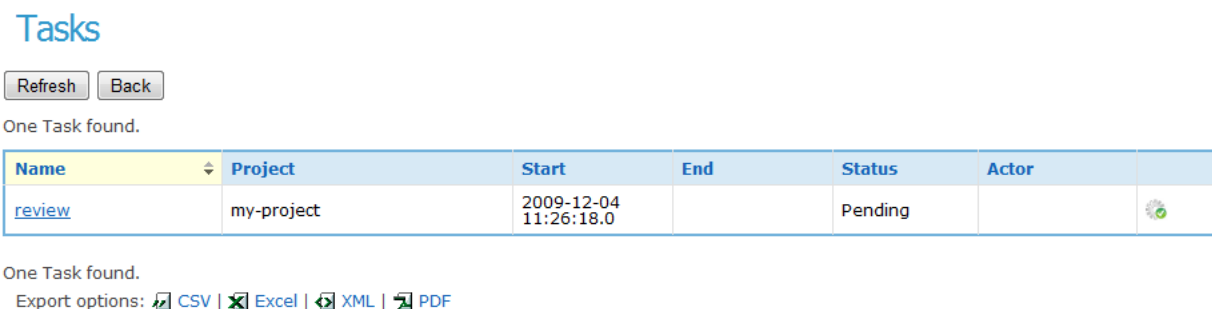 Tasks
Refresh Back
One Task found.
Name Project Start End Status Actor
review my-project 2009-12-04 Pending
11:26:18.0
One Task found.
Export options: CSV | Excel | XML | PDF